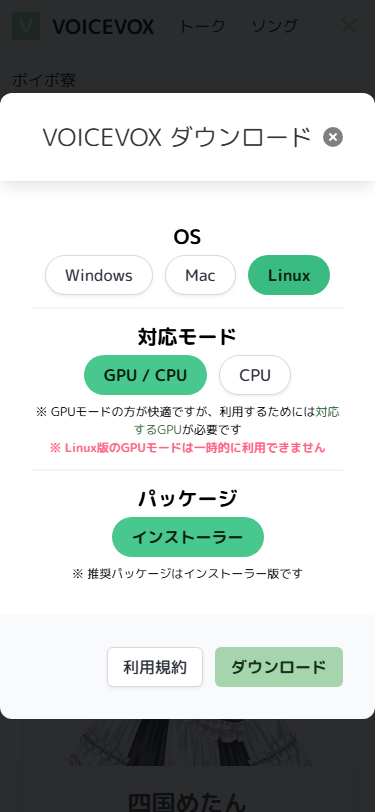 VOICEVOX トーク ソング
ボイボ寮
VOICEVOX ダウンロード
OS
Windows Mac Linux
対応モード
GPU / CPU CPU
※ GPUモードの方が快適ですが、利用するためには対応
するGPUが必要です
※ Linux版のGPUモードは一時的に利用できません
パッケージ
インストーラー
※ 推奨パッケージはインストーラー版です
利用規約 ダウンロード
四国めたん